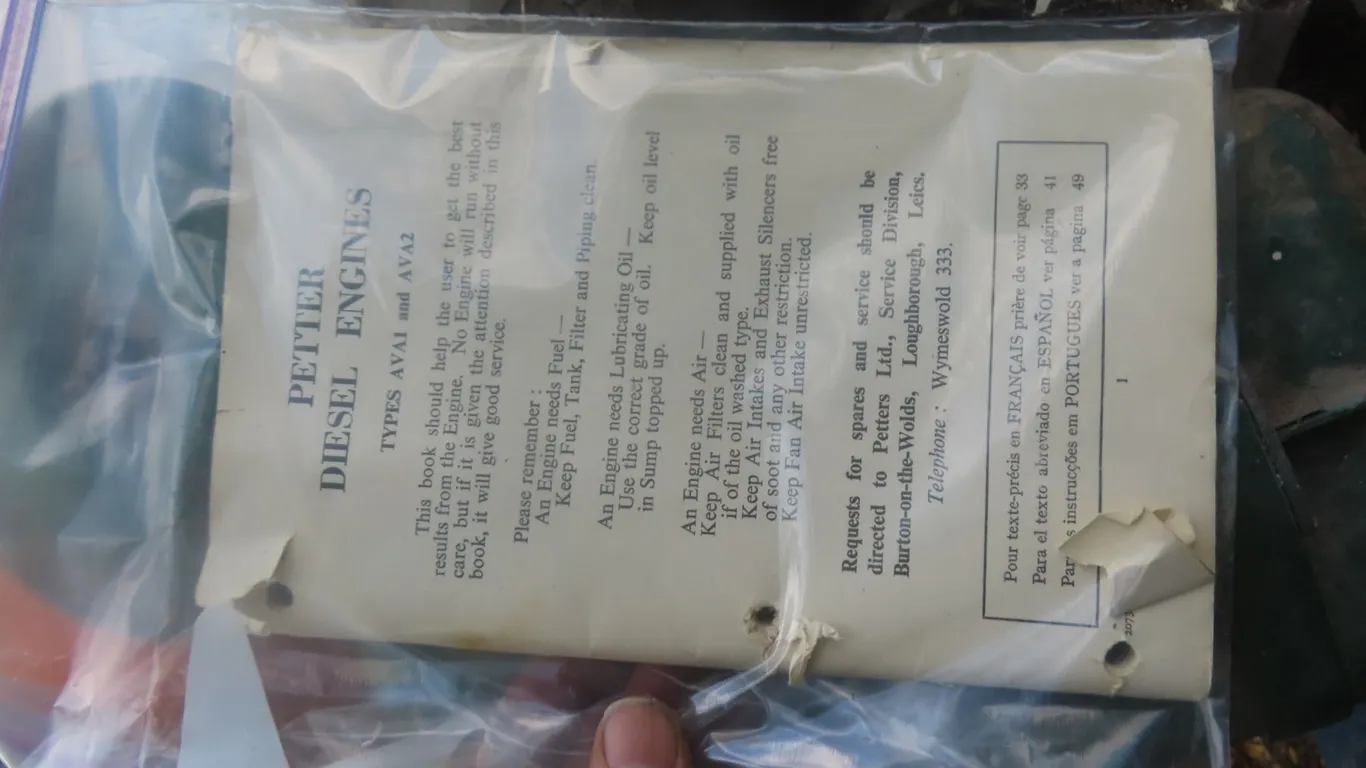 PETTER
DIESEL ENGINES
TYPES AVA1 and AVA2
This book should help the user to get the best
results from the Engine. No Engine will run without
care, but if it is given the attention described in this
book, it will give good service.
Please remember :
An Engine needs Fuel—
Keep Fuel, Tank, Filter and Piping clean
An Engine needs Lubricating Oil—
Use the correct grade of oil. Keep oil level
in Sump topped up.
An Engine needs Air—
Keep Air Filters clean and supplied with oil
if of the oil washed type.
Keep Air Intakes and Exhaust Silencers free
of soot and any other restriction.
Keep Fan Air Intake unrestricted.
Requests for spares and service should be
directed to Petters Ltd., Service Division,
Burton-on-the-Wolds, Loughborough, Leics.
Telephone : Wymeswold 333.
Pour texte-précis en FRANÇAIS prière de voir page 33
Para el texto abreviado en ESPAÑOL ver página 41
instrucções em PORTUGUES ver a pagina 49
1